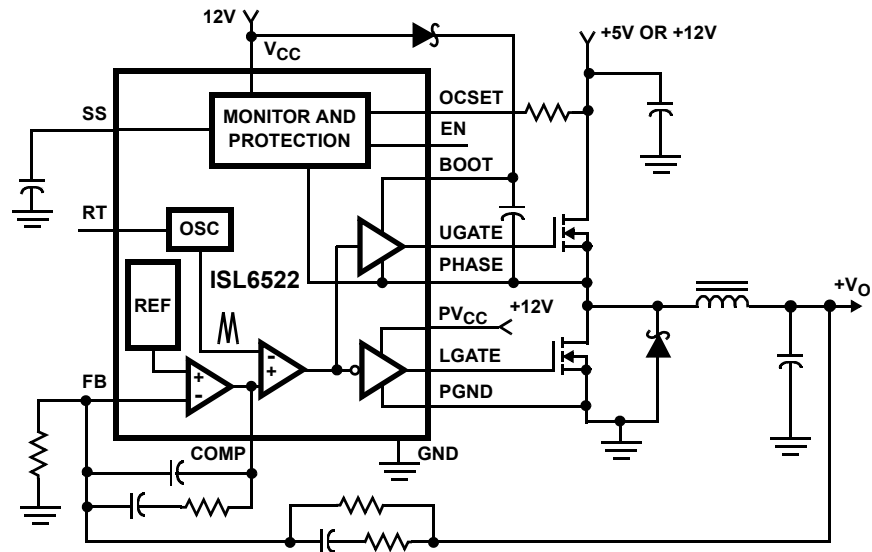 12V
VCC
+5V OR +12V
SS
MONITOR AND
PROTECTION
OCSET
EN
BOOT
RT
OSC
UGATE
PHASE
ISL6522
REF
+VO
PVCC
+12V
LGATE
PGND
FB
+
-
-
+
COMP
GND